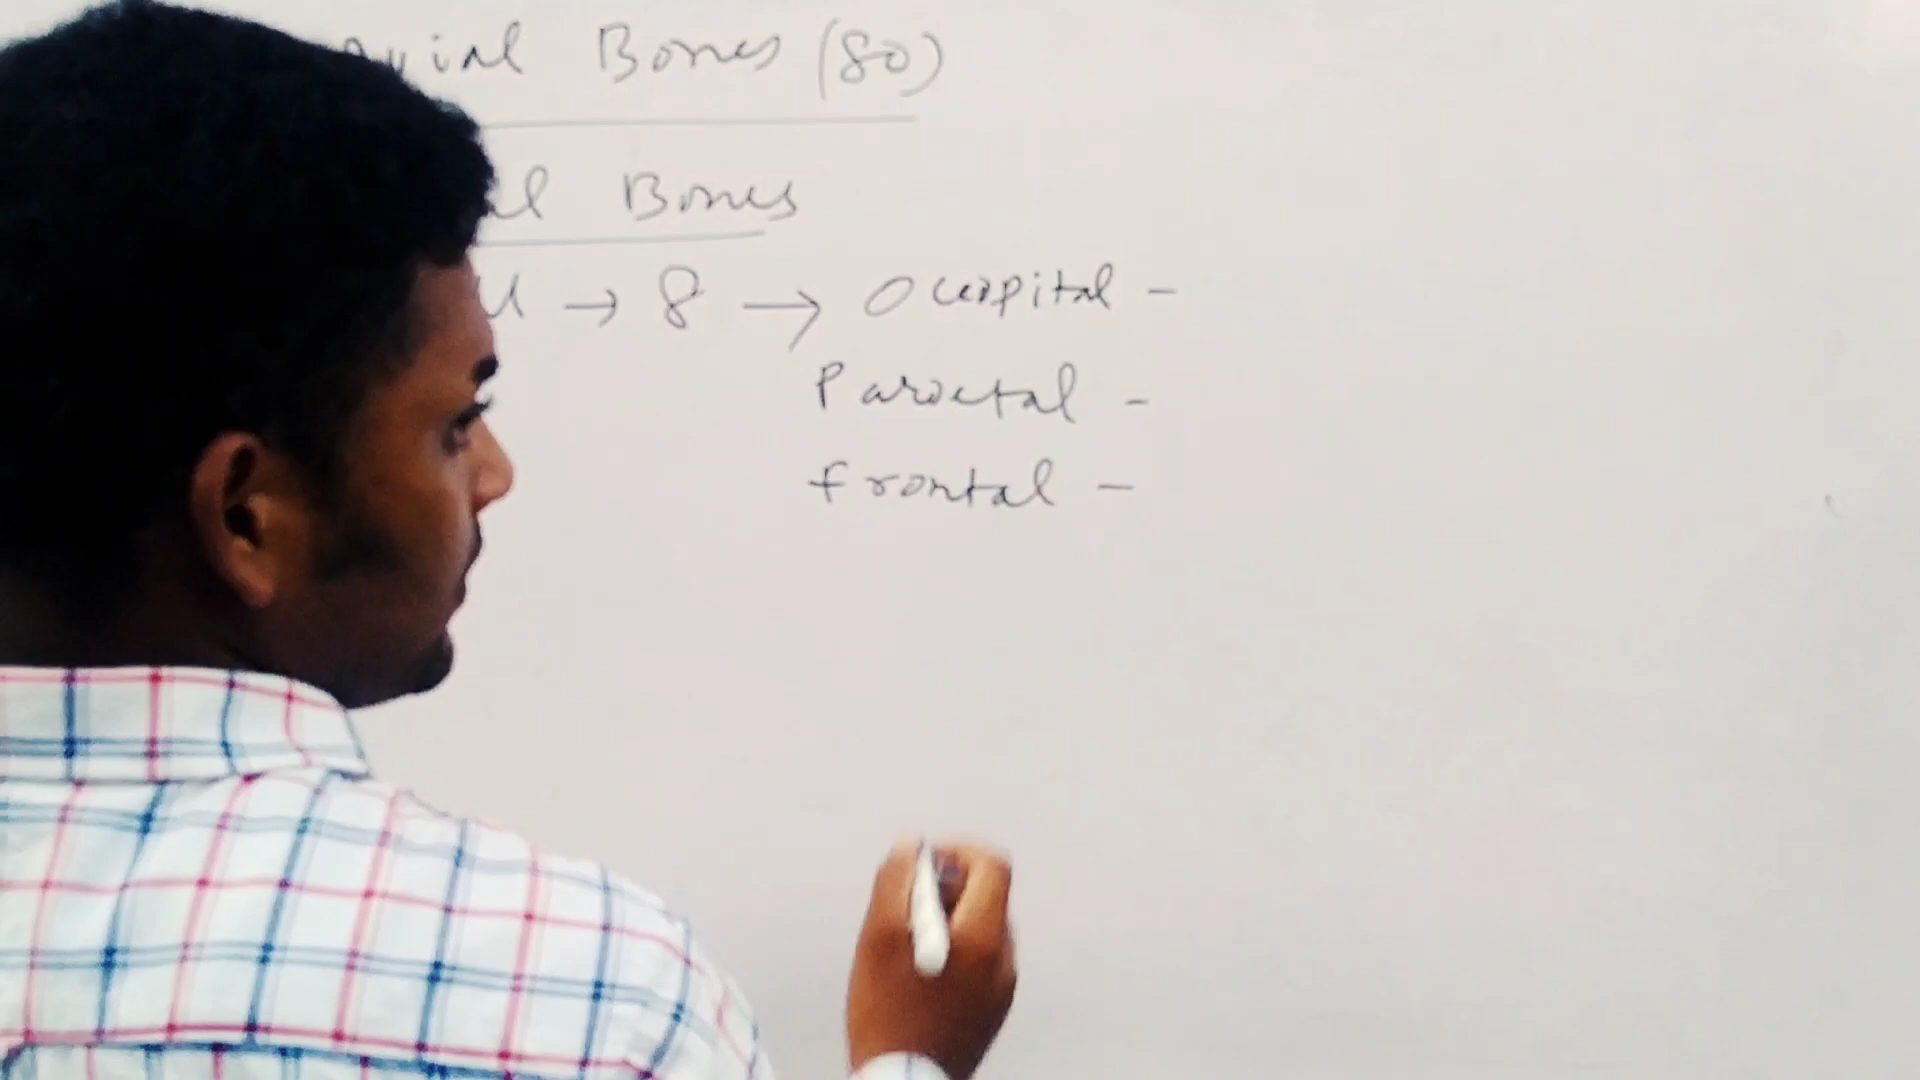 Bones (80)
Bones
→ 8 → Occipital -
Parietal -
frontal -